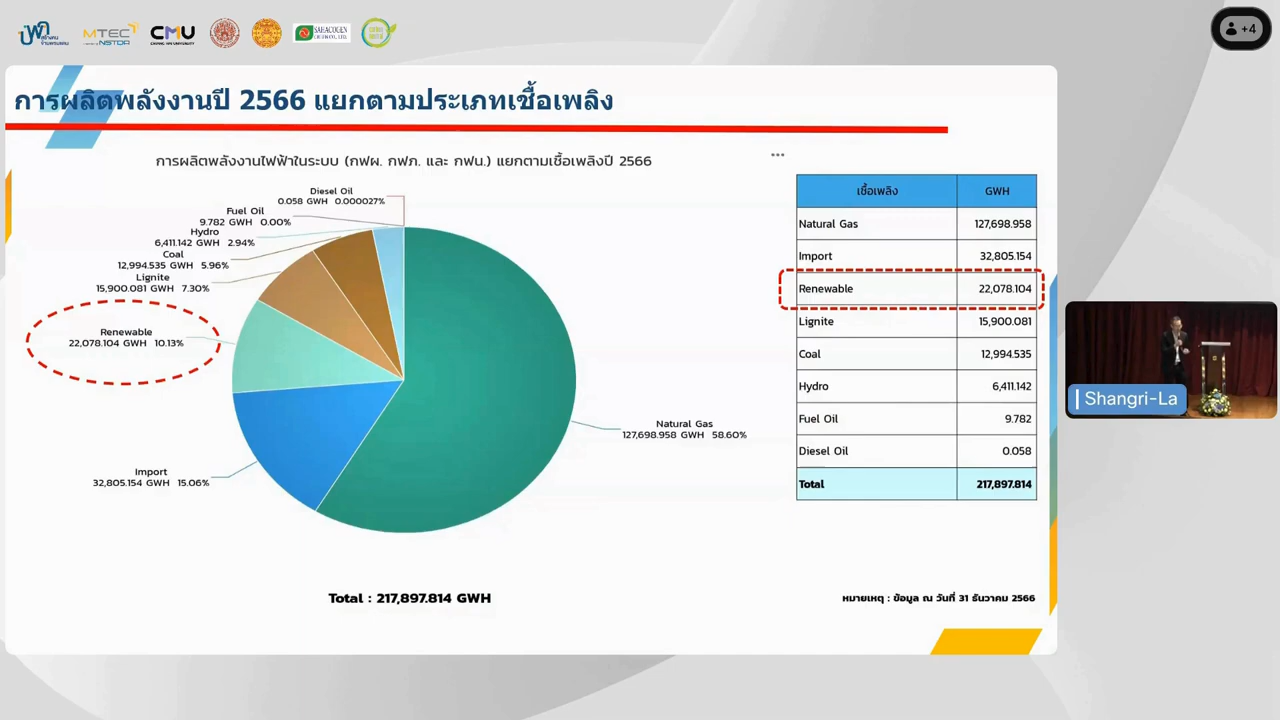 MTEC
NSTDA
CMU
CHIANG MAI UNIVERSITY
SAHACOGEN
+4
การผลิตพลังงานปี 2566 แยกตามประเภทเชื้อเพลิง
การผลิตพลังงานไฟฟ้าในระบบ (กฟผ. กฟภ. และ กฟน.) แยกตามเชื้อเพลิงปี 2566
Diesel Oil
0.058 GWH 0.000027%
Fuel Oil
9.782 GWH 0.00%
Hydro
6,411.142 GWH 2.94%
Coal
12,994.535 GWH 5.96%
Lignite
15,900.081 GWH 7.30%
Renewable
22,078.104 GWH 10.13%
Import
32,805.154 GWH 15.06%
Natural Gas
127,698.958 GWH 58.60%
Total : 217,897.814 GWH
เชื้อเพลิง GWH
Natural Gas 127,698.958
Import 32,805.154
Renewable 22,078.104
Lignite 15,900.081
Coal 12,994.535
Hydro 6,411.142
Fuel Oil 9.782
Diesel Oil 0.058
Total 217,897.814
หมายเหตุ : ข้อมูล ณ วันที่ 31 ธันวาคม 2566
Shangri-La